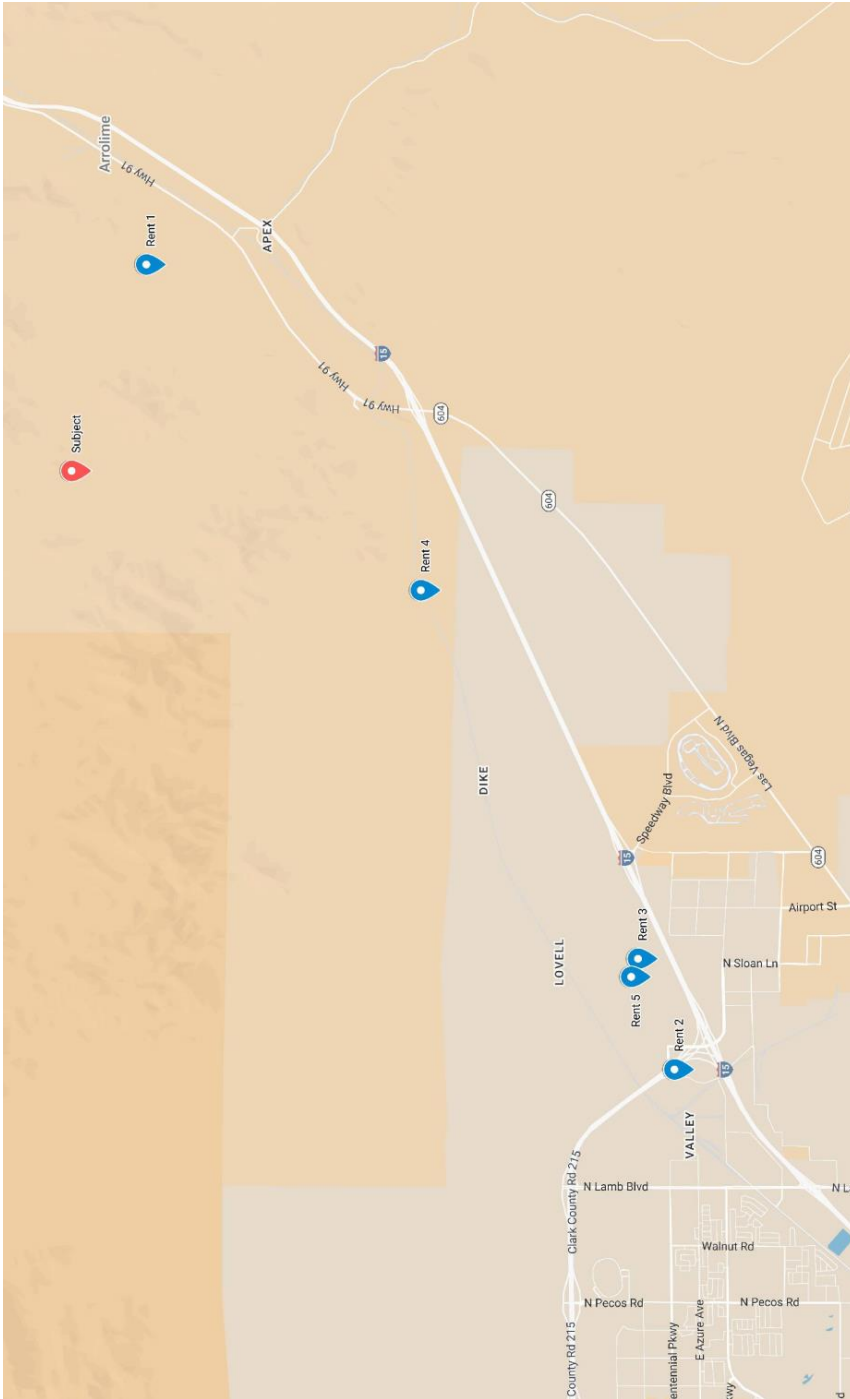 Arrolime
Hwy 91
Rent 1
APEX
15
Hwy 91
Hwy 91
604
Subject
604
Rent 4
Las Vegas Blvd N
DIKE
Speedway Blvd
15
604
Airport St
Rent 3
LOVELL
N Sloan Ln
Rent 5
Rent 2
15
VALLEY
Clark County Rd 215
N Lamb Blvd
N L
Walnut Rd
N Pecos Rd
N Pecos Rd
E Azure Ave
County Rd 215
entennial Pkwy
kwy
d